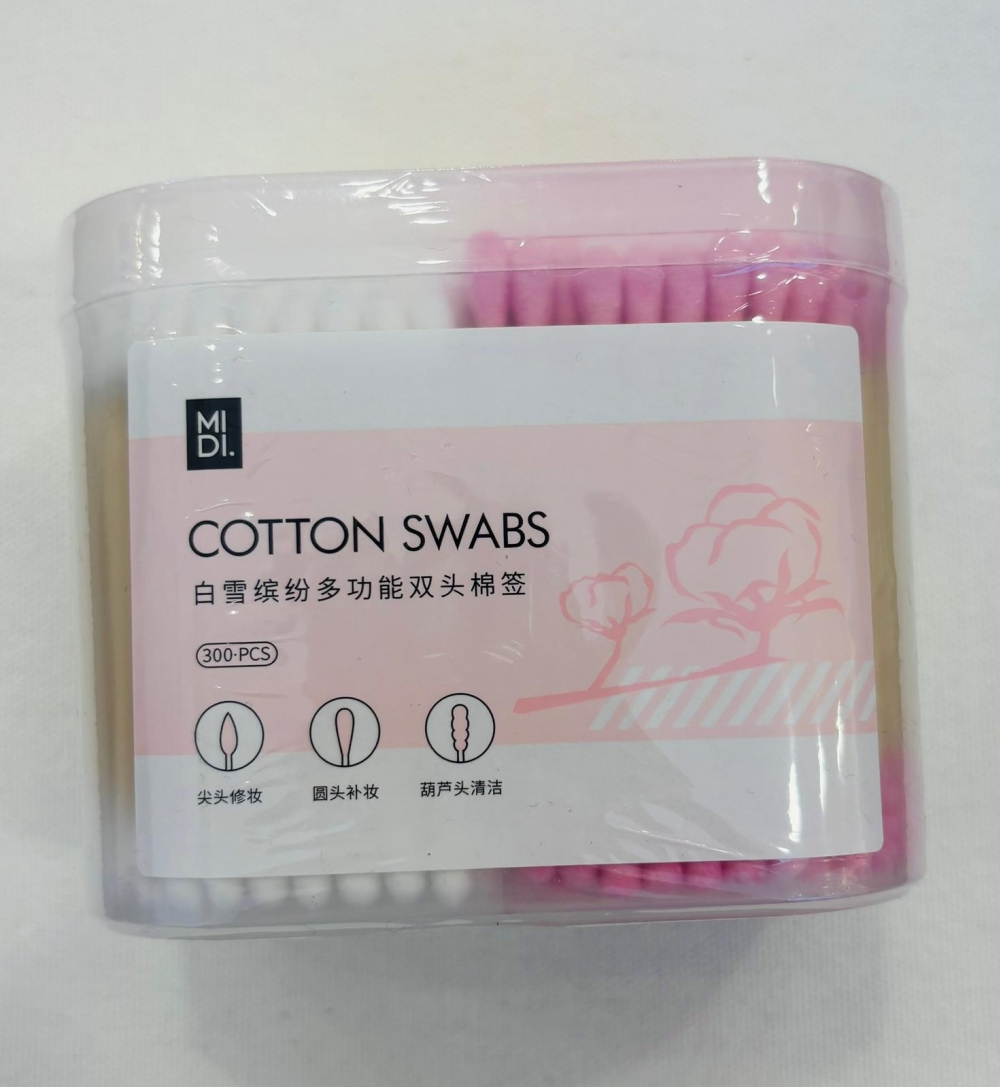 MI
DI.
COTTON SWABS
白雪缤纷多功能双头棉签
300·PCS
尖头修妆 圆头补妆 葫芦头清洁